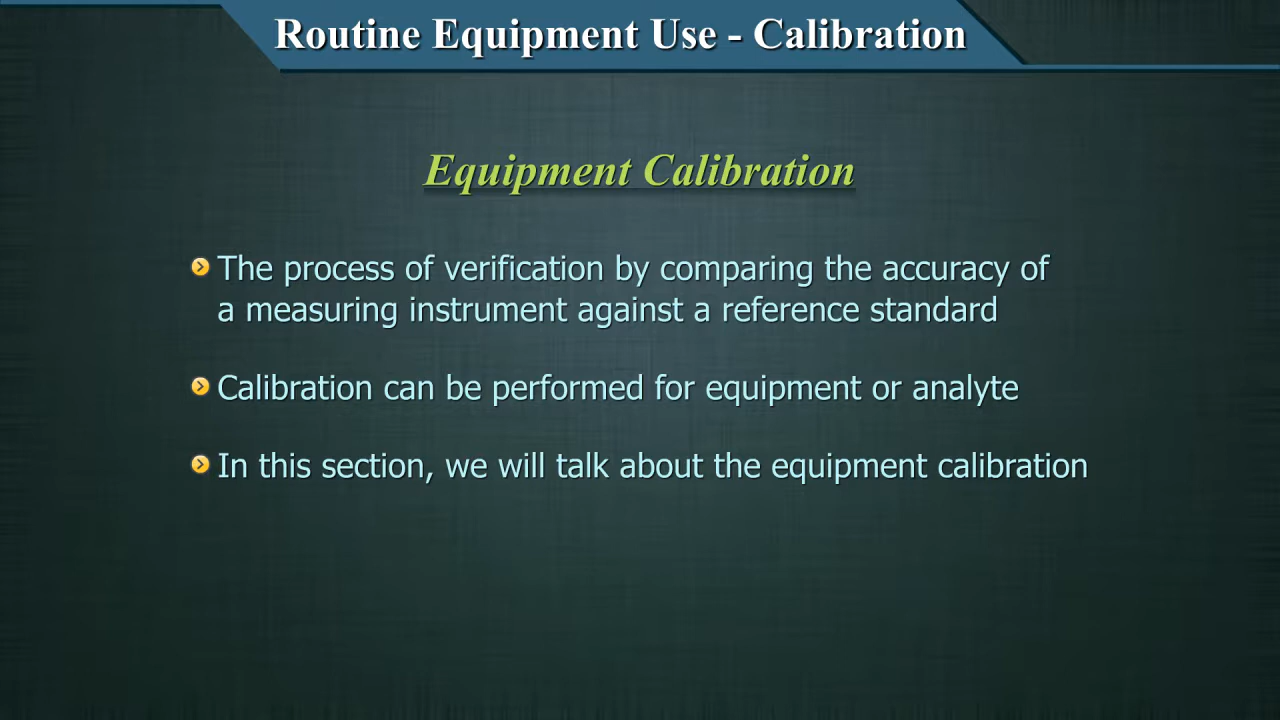 Routine Equipment Use - Calibration
Equipment Calibration
The process of verification by comparing the accuracy of
a measuring instrument against a reference standard
Calibration can be performed for equipment or analyte
In this section, we will talk about the equipment calibration